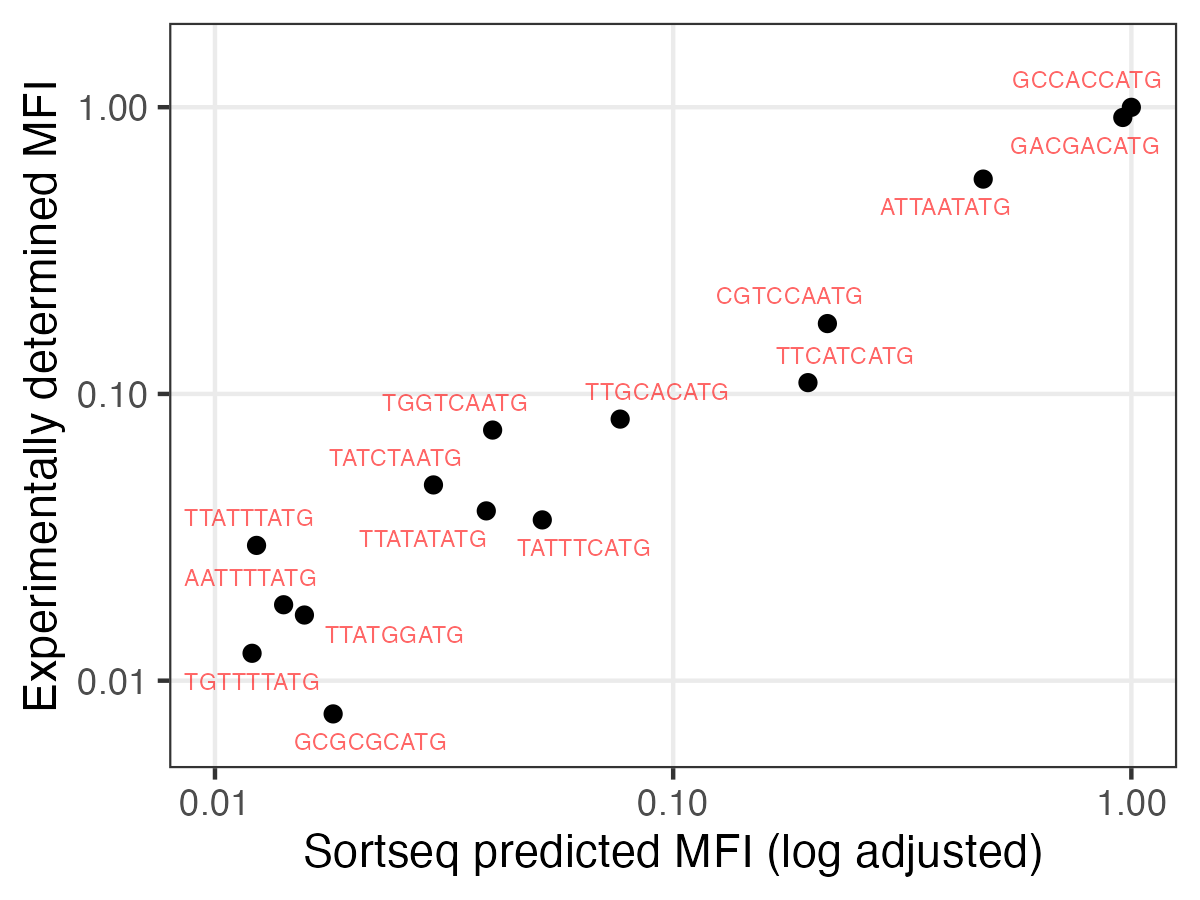 GCCACCATG
1.00
GACGACATG
ATTAATATG
CGTCCAATG
TTCATCATG
0.10
TTGCACATG
TGGTCAATG
TATCTAATG
TTATATATG
TATTTCATG
TTATTTATG
AATTTTATG
TTATGGATG
TGTTTTATG
0.01
GCGCGCATG
Experimentally determined MFI
0.01
0.10
1.00
Sortseq predicted MFI (log adjusted)